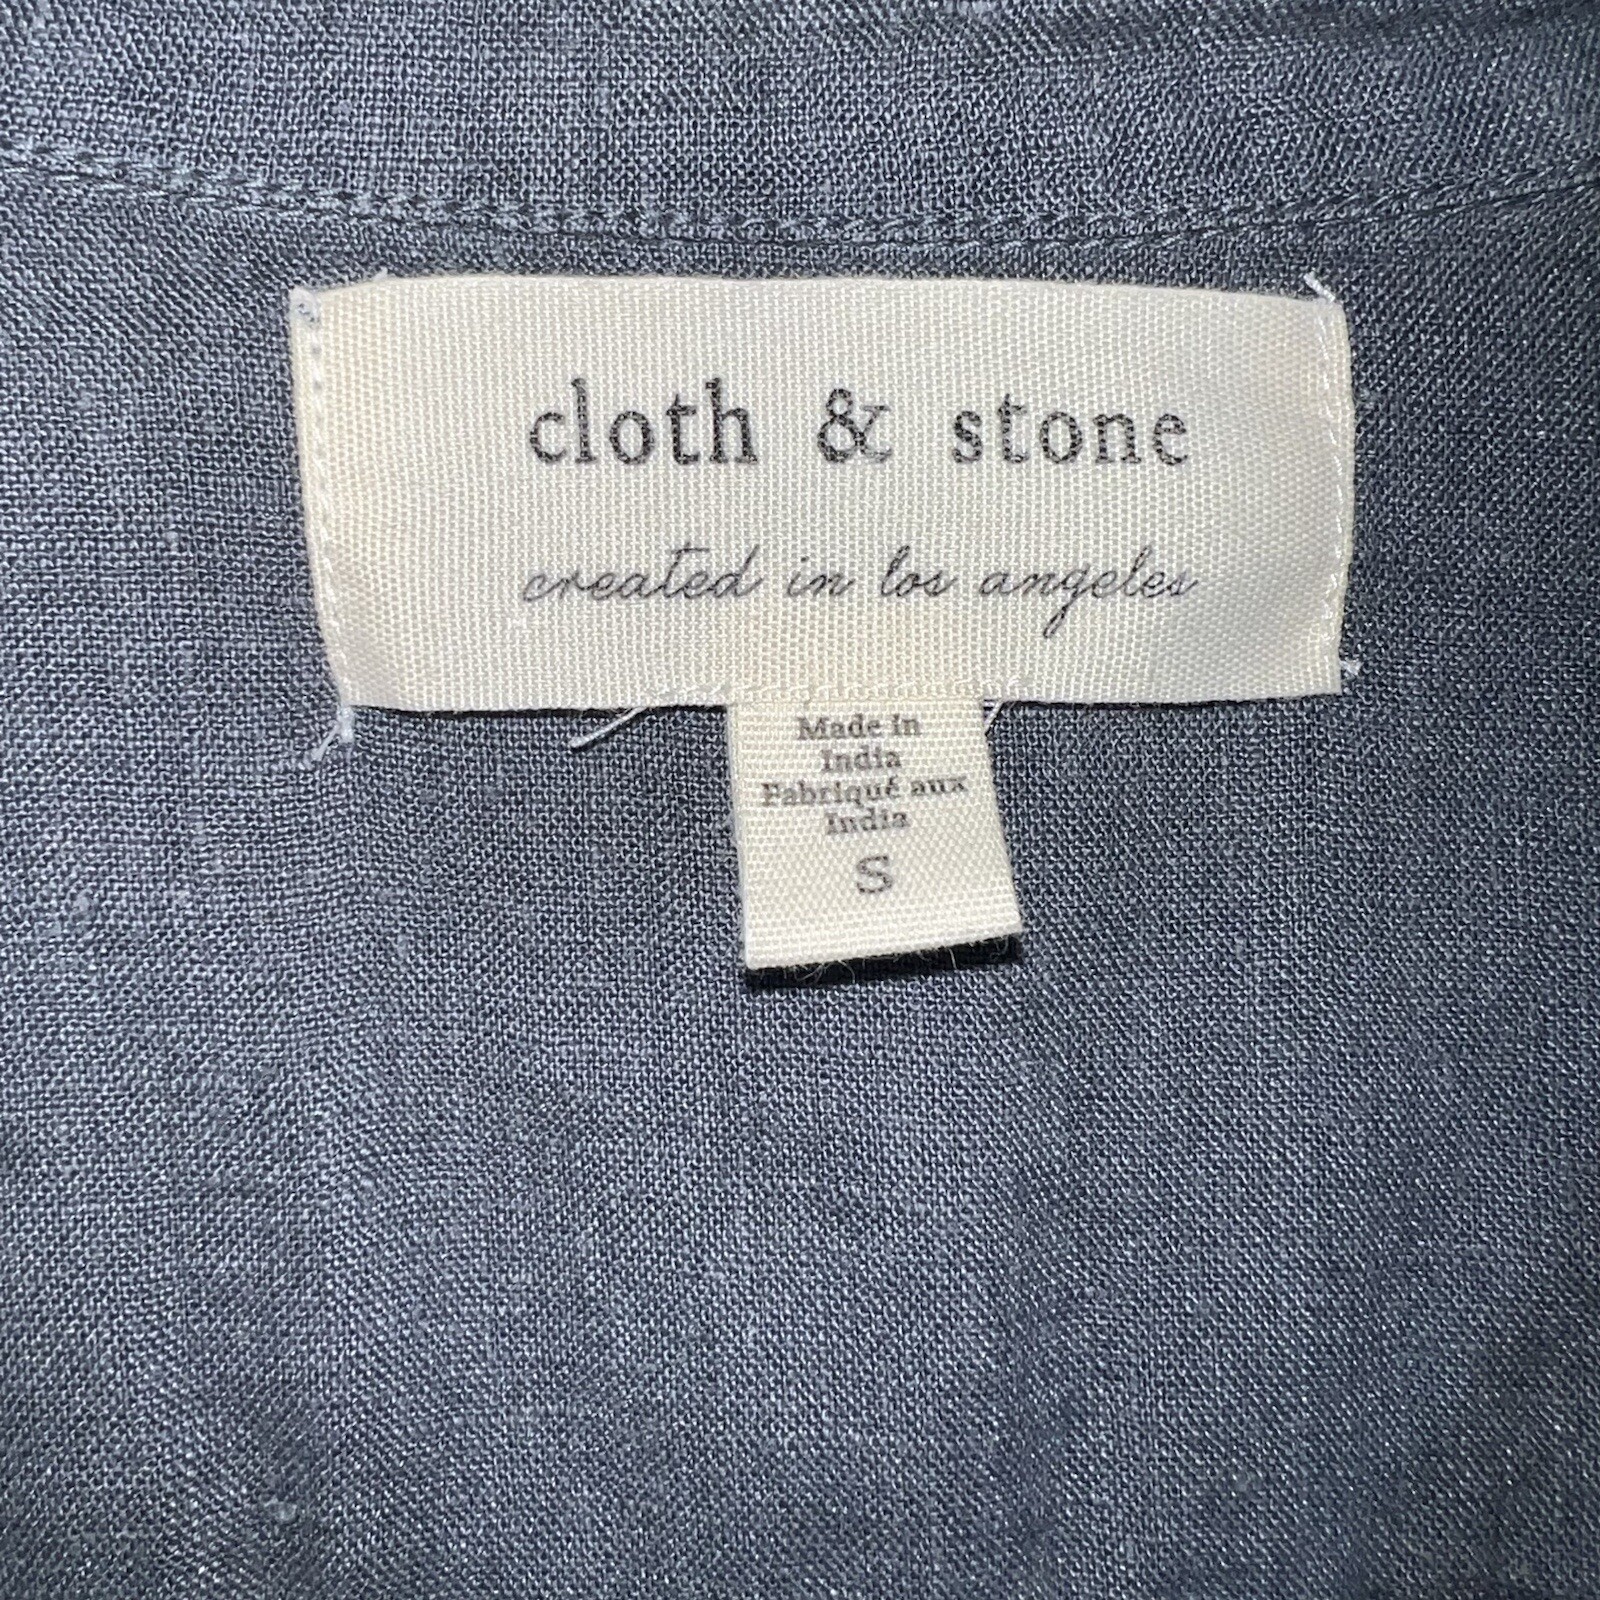 cloth & stone
created in los angeles
Made in
India
Fabriqué aux
India
S